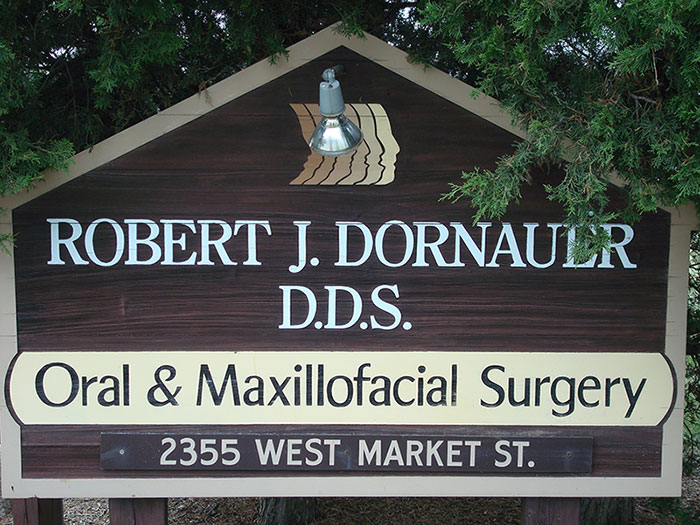 ROBERT J. DORNAUER
D.D.S.
Oral & Maxillofacial Surgery
2355 WEST MARKET ST.